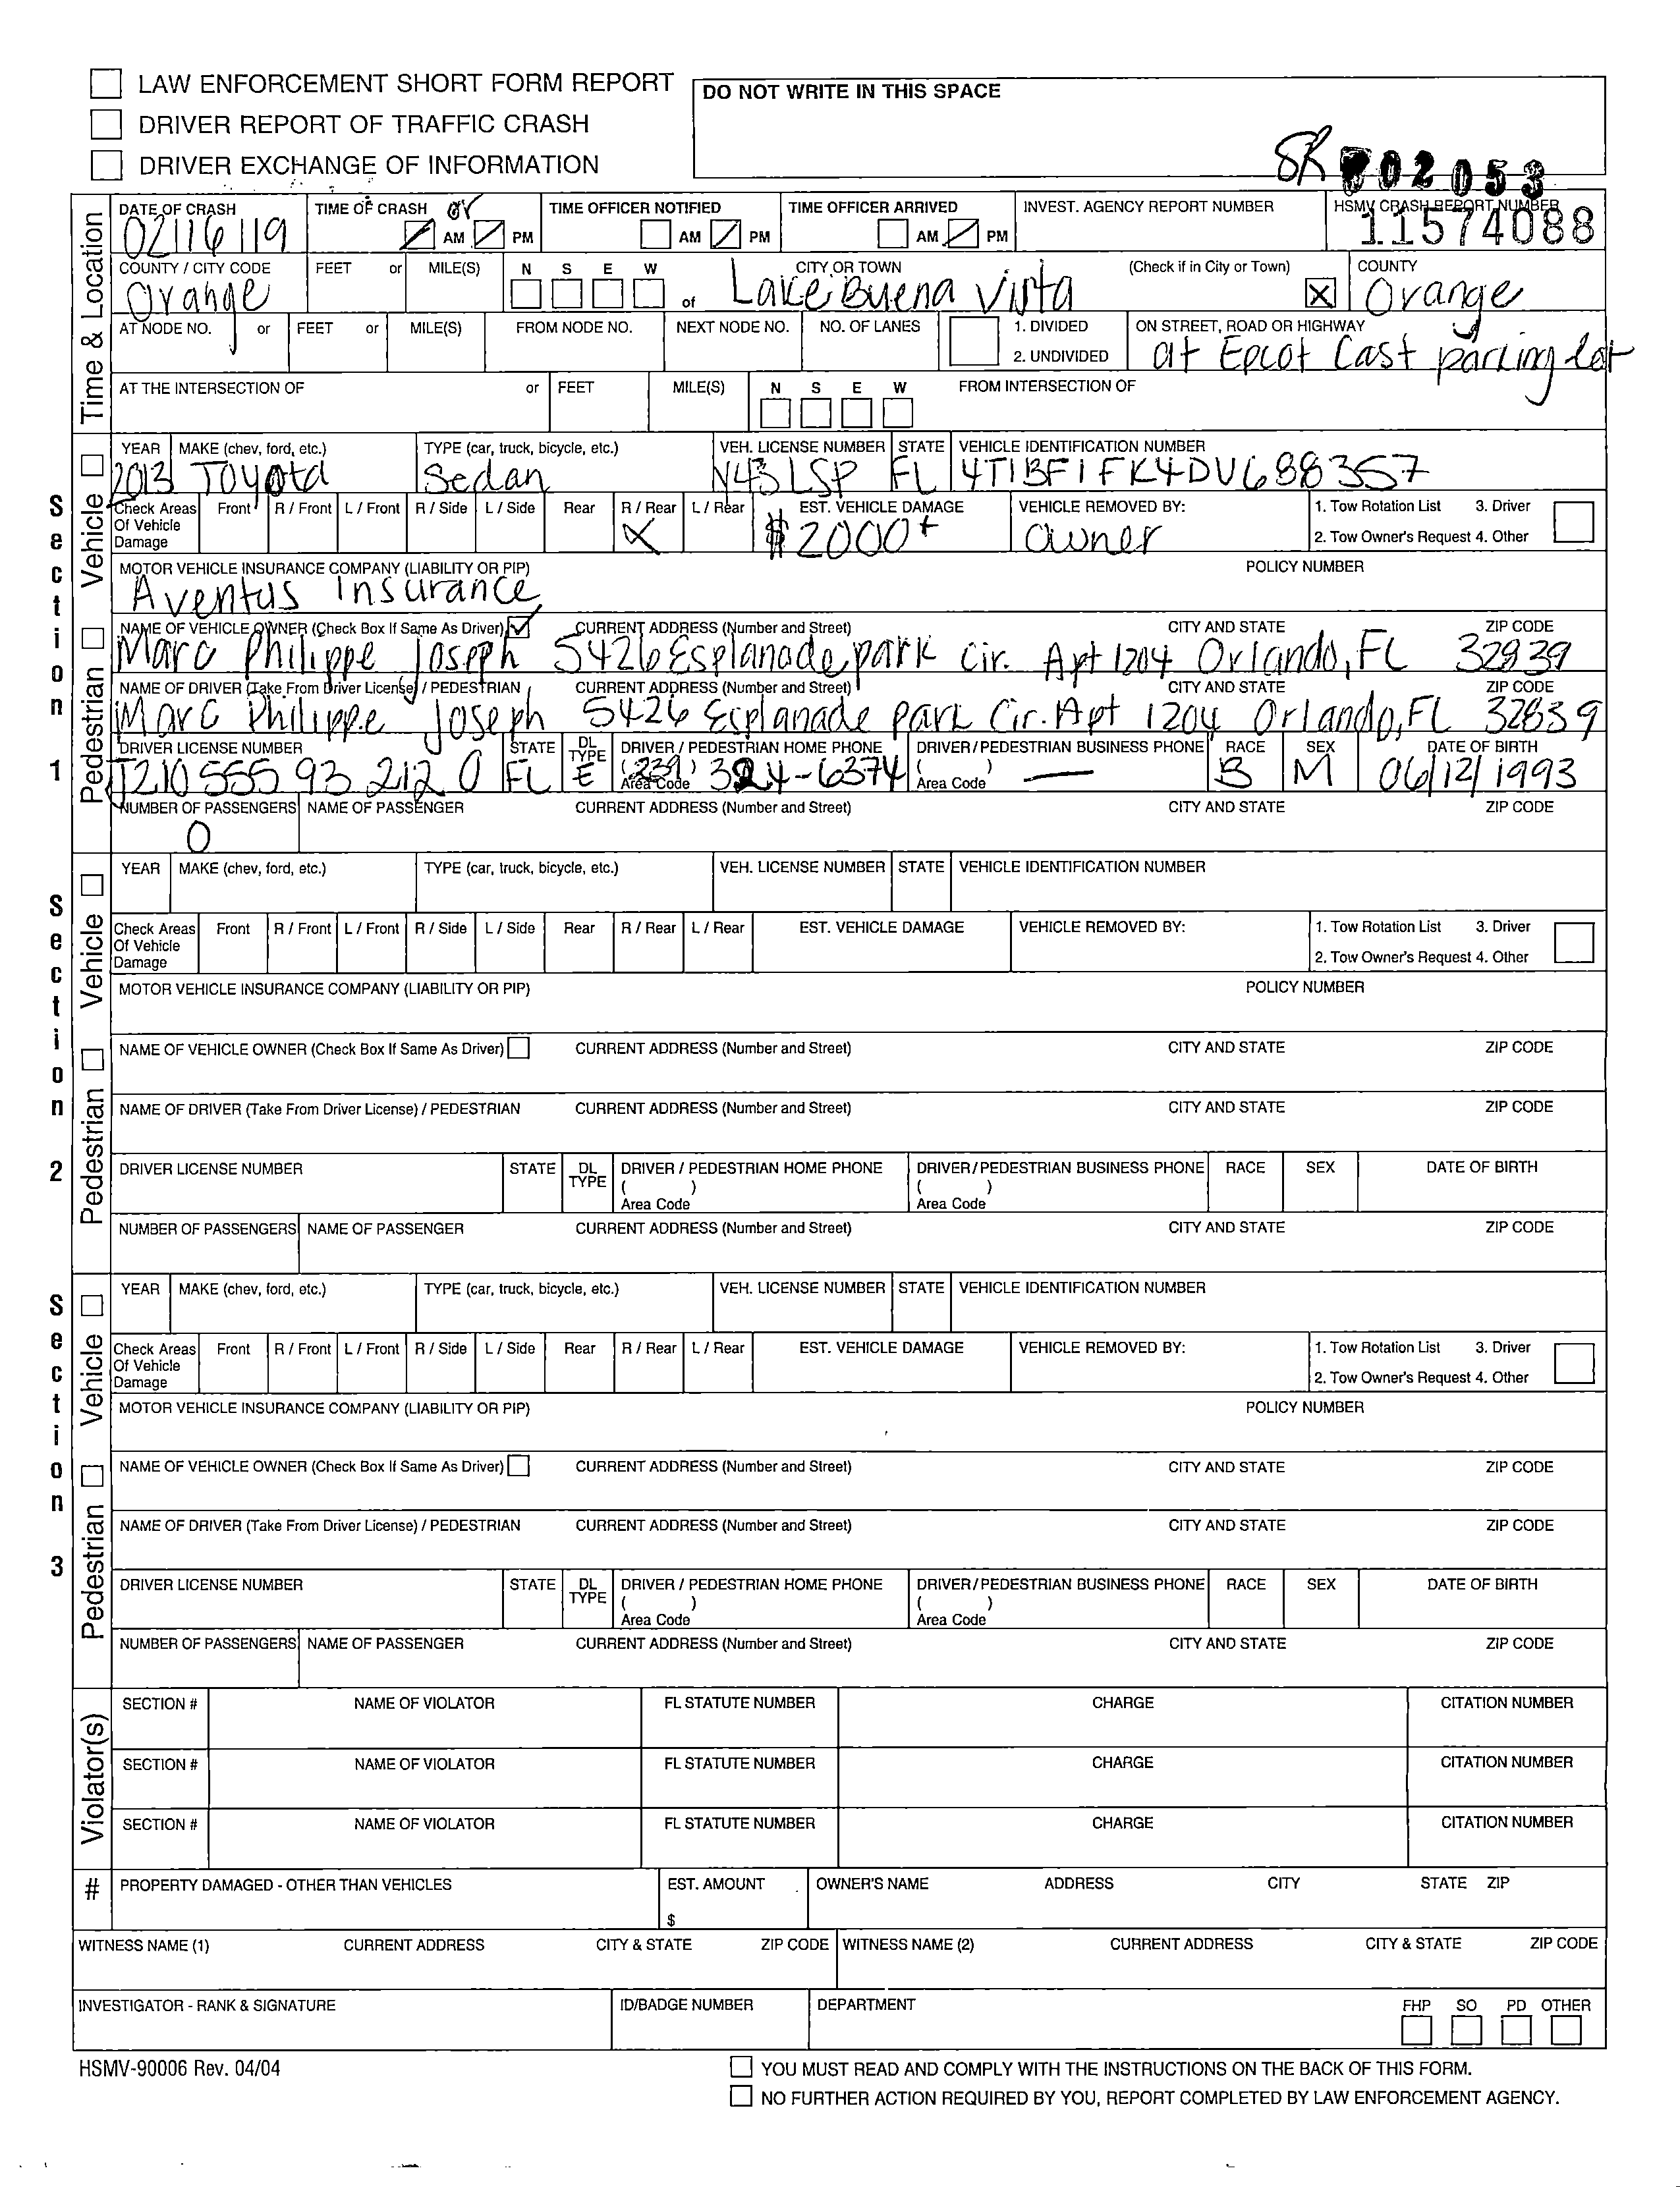 LAW ENFORCEMENT SHORT FORM REPORT
DRIVER REPORT OF TRAFFIC CRASH
DRIVER EXCHANGE OF INFORMATION
DO NOT WRITE IN THIS SPACE
SR 02053
Time & Location
DATE OF CRASH TIME OF CRASH or AM PM TIME OFFICER NOTIFIED AM PM TIME OFFICER ARRIVED AM PM INVEST. AGENCY REPORT NUMBER HSMV CRASH REPORT NUMBER
02/16/19 11574088
COUNTY / CITY CODE FEET or MILE(S) N S E W of CITY OR TOWN (Check if in City or Town) COUNTY
Orange Lake Buena Vista X Orange
AT NODE NO. or FEET or MILE(S) FROM NODE NO. NEXT NODE NO. NO. OF LANES 1. DIVIDED 2. UNDIVIDED ON STREET, ROAD OR HIGHWAY
at Epcot Cast parking lot
AT THE INTERSECTION OF or FEET MILE(S) N S E W FROM INTERSECTION OF
Section 1
Pedestrian Vehicle
YEAR MAKE (chev, ford, etc.) TYPE (car, truck, bicycle, etc.) VEH. LICENSE NUMBER STATE VEHICLE IDENTIFICATION NUMBER
2013 Toyota Sedan N43LSP FL 4T1BF1FK4DU688357
Check Areas Of Vehicle Damage Front R / Front L / Front R / Side L / Side Rear R / Rear L / Rear EST. VEHICLE DAMAGE VEHICLE REMOVED BY: 1. Tow Rotation List 3. Driver
2. Tow Owner's Request 4. Other
X $2000+ Owner
MOTOR VEHICLE INSURANCE COMPANY (LIABILITY OR PIP) POLICY NUMBER
Aventus Insurance
NAME OF VEHICLE OWNER (Check Box If Same As Driver) CURRENT ADDRESS (Number and Street) CITY AND STATE ZIP CODE
Marc Philippe Joseph 5426 Esplanade park Cir. Apt 1204 Orlando, FL 32839
NAME OF DRIVER (Take From Driver License) / PEDESTRIAN CURRENT ADDRESS (Number and Street) CITY AND STATE ZIP CODE
Marc Philippe Joseph 5426 Esplanade park Cir. Apt 1204 Orlando, FL 32839
DRIVER LICENSE NUMBER STATE DL TYPE DRIVER / PEDESTRIAN HOME PHONE ( ) Area Code DRIVER / PEDESTRIAN BUSINESS PHONE ( ) Area Code RACE SEX DATE OF BIRTH
J210 555 93 212 0 FL E (239) 324-6374 — B M 06/12/1993
NUMBER OF PASSENGERS NAME OF PASSENGER CURRENT ADDRESS (Number and Street) CITY AND STATE ZIP CODE
0
Section 2
Pedestrian Vehicle
YEAR MAKE (chev, ford, etc.) TYPE (car, truck, bicycle, etc.) VEH. LICENSE NUMBER STATE VEHICLE IDENTIFICATION NUMBER
Check Areas Of Vehicle Damage Front R / Front L / Front R / Side L / Side Rear R / Rear L / Rear EST. VEHICLE DAMAGE VEHICLE REMOVED BY: 1. Tow Rotation List 3. Driver
2. Tow Owner's Request 4. Other
MOTOR VEHICLE INSURANCE COMPANY (LIABILITY OR PIP) POLICY NUMBER
NAME OF VEHICLE OWNER (Check Box If Same As Driver) CURRENT ADDRESS (Number and Street) CITY AND STATE ZIP CODE
NAME OF DRIVER (Take From Driver License) / PEDESTRIAN CURRENT ADDRESS (Number and Street) CITY AND STATE ZIP CODE
DRIVER LICENSE NUMBER STATE DL TYPE DRIVER / PEDESTRIAN HOME PHONE ( ) Area Code DRIVER / PEDESTRIAN BUSINESS PHONE ( ) Area Code RACE SEX DATE OF BIRTH
NUMBER OF PASSENGERS NAME OF PASSENGER CURRENT ADDRESS (Number and Street) CITY AND STATE ZIP CODE
Section 3
Pedestrian Vehicle
YEAR MAKE (chev, ford, etc.) TYPE (car, truck, bicycle, etc.) VEH. LICENSE NUMBER STATE VEHICLE IDENTIFICATION NUMBER
Check Areas Of Vehicle Damage Front R / Front L / Front R / Side L / Side Rear R / Rear L / Rear EST. VEHICLE DAMAGE VEHICLE REMOVED BY: 1. Tow Rotation List 3. Driver
2. Tow Owner's Request 4. Other
MOTOR VEHICLE INSURANCE COMPANY (LIABILITY OR PIP) POLICY NUMBER
NAME OF VEHICLE OWNER (Check Box If Same As Driver) CURRENT ADDRESS (Number and Street) CITY AND STATE ZIP CODE
NAME OF DRIVER (Take From Driver License) / PEDESTRIAN CURRENT ADDRESS (Number and Street) CITY AND STATE ZIP CODE
DRIVER LICENSE NUMBER STATE DL TYPE DRIVER / PEDESTRIAN HOME PHONE ( ) Area Code DRIVER / PEDESTRIAN BUSINESS PHONE ( ) Area Code RACE SEX DATE OF BIRTH
NUMBER OF PASSENGERS NAME OF PASSENGER CURRENT ADDRESS (Number and Street) CITY AND STATE ZIP CODE
Violator(s)
SECTION # NAME OF VIOLATOR FL STATUTE NUMBER CHARGE CITATION NUMBER
SECTION # NAME OF VIOLATOR FL STATUTE NUMBER CHARGE CITATION NUMBER
SECTION # NAME OF VIOLATOR FL STATUTE NUMBER CHARGE CITATION NUMBER
# PROPERTY DAMAGED - OTHER THAN VEHICLES EST. AMOUNT $ OWNER'S NAME ADDRESS CITY STATE ZIP
WITNESS NAME (1) CURRENT ADDRESS CITY & STATE ZIP CODE WITNESS NAME (2) CURRENT ADDRESS CITY & STATE ZIP CODE
INVESTIGATOR - RANK & SIGNATURE ID/BADGE NUMBER DEPARTMENT FHP SO PD OTHER
HSMV-90006 Rev. 04/04
YOU MUST READ AND COMPLY WITH THE INSTRUCTIONS ON THE BACK OF THIS FORM.
NO FURTHER ACTION REQUIRED BY YOU, REPORT COMPLETED BY LAW ENFORCEMENT AGENCY.